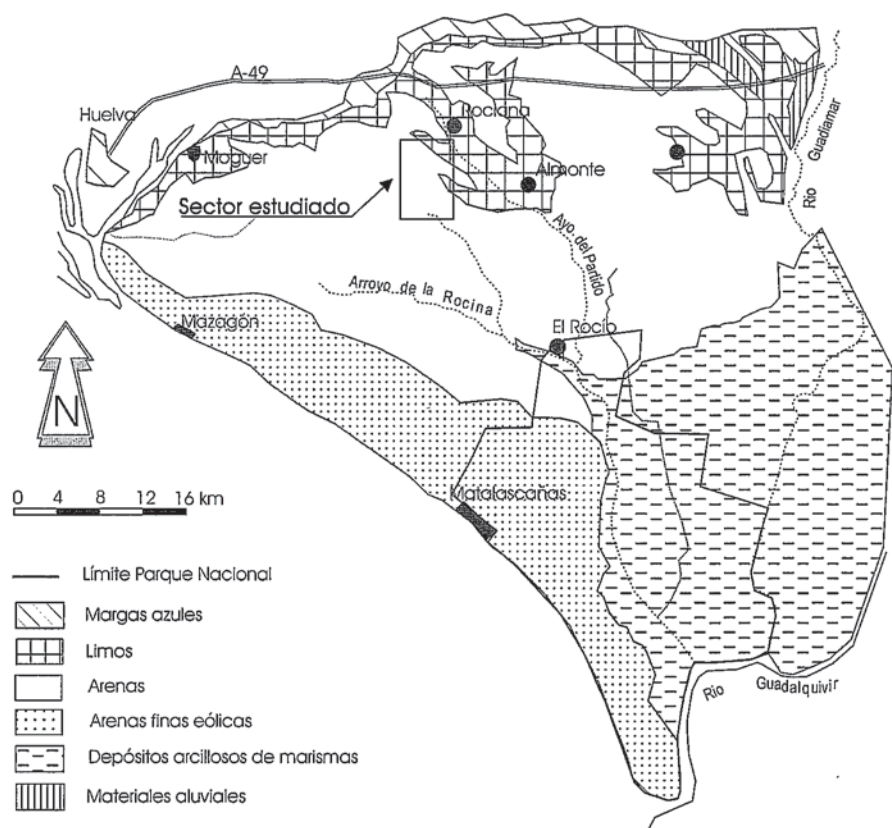 A-49
Huelva
Rociana
Moguer
Almonte
Guadiamar
Rio
Sector estudiado
Ayo del Partido
Arroyo de la Rocina
El Rocío
Mazagón
N
0 4 8 12 16 km
Matalascañas
Rio Guadalquivir
Límite Parque Nacional
Margas azules
Limos
Arenas
Arenas finas eólicas
Depósitos arcillosos de marismas
Materiales aluviales